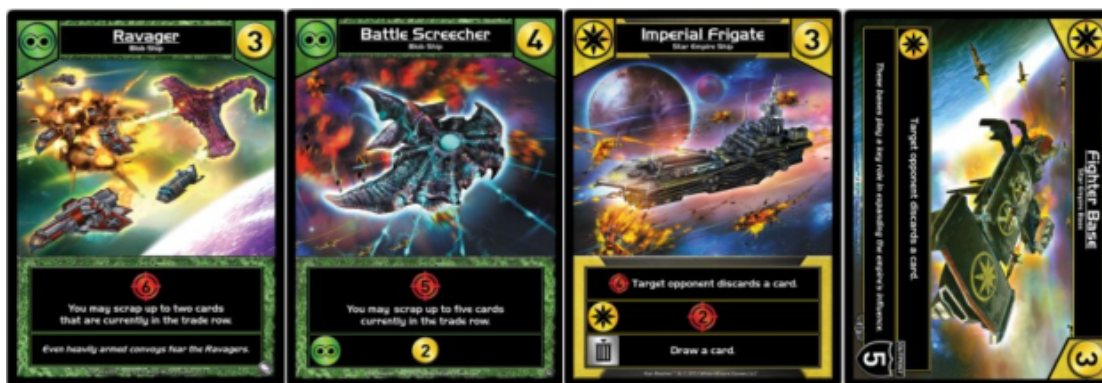 Ravager
Blob Ship
3
6
You may scrap up to two cards
that are currently in the trade row.
Even heavily armed convoys fear the Ravagers.
Battle Screecher
Blob Ship
4
5
You may scrap up to five cards
currently in the trade row.
2
Imperial Frigate
Star Empire Ship
3
Target opponent discards a card.
2
Draw a card.
Fighter Base
Star Empire Base
3
Target opponent discards a card.
These bases play a key role in expanding the empire's influence.
OUTPOST
5